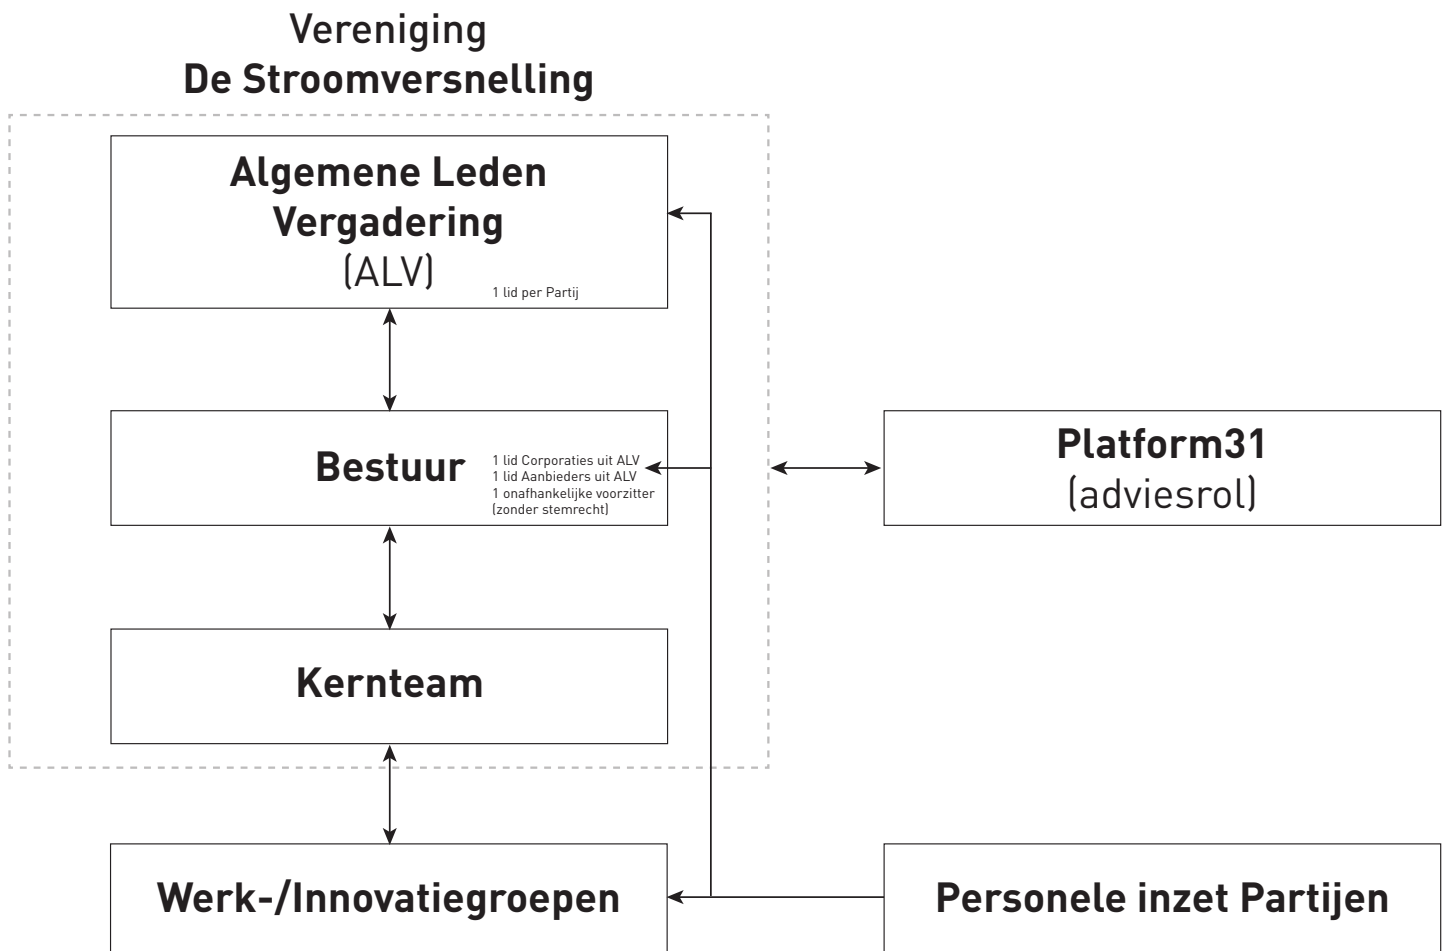 Vereniging
De Stroomversnelling
Algemene Leden
Vergadering
(ALV)
1 lid per Partij
Bestuur
1 lid Corporaties uit ALV
1 lid Aanbieders uit ALV
1 onafhankelijke voorzitter
(zonder stemrecht)
Platform31
(adviesrol)
Kernteam
Werk-/Innovatiegroepen
Personele inzet Partijen